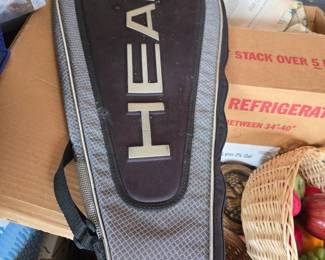 HEA
STACK OVER 5
REFRIGERAT
BETWEEN 34°-40°